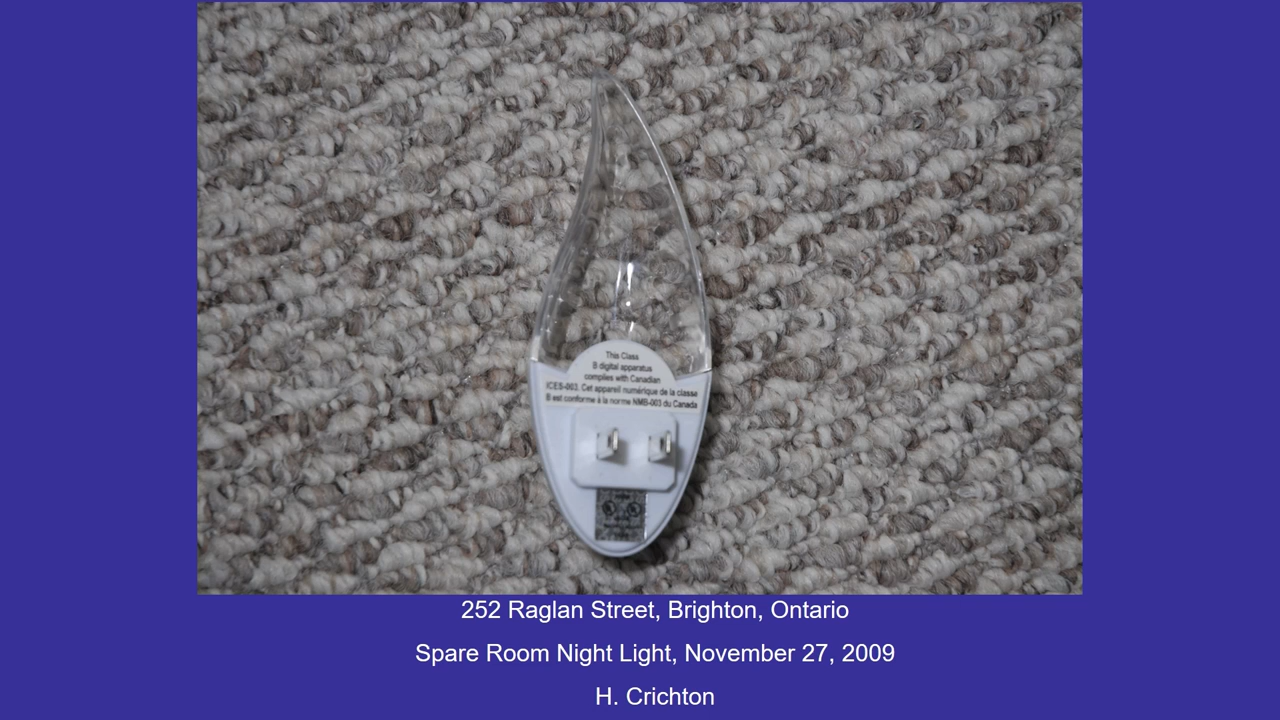 This Class
B digital apparatus
complies with Canadian
ICES-003. Cet appareil numérique de la classe
B est conforme à la norme NMB-003 du Canada
252 Raglan Street, Brighton, Ontario
Spare Room Night Light, November 27, 2009
H. Crichton